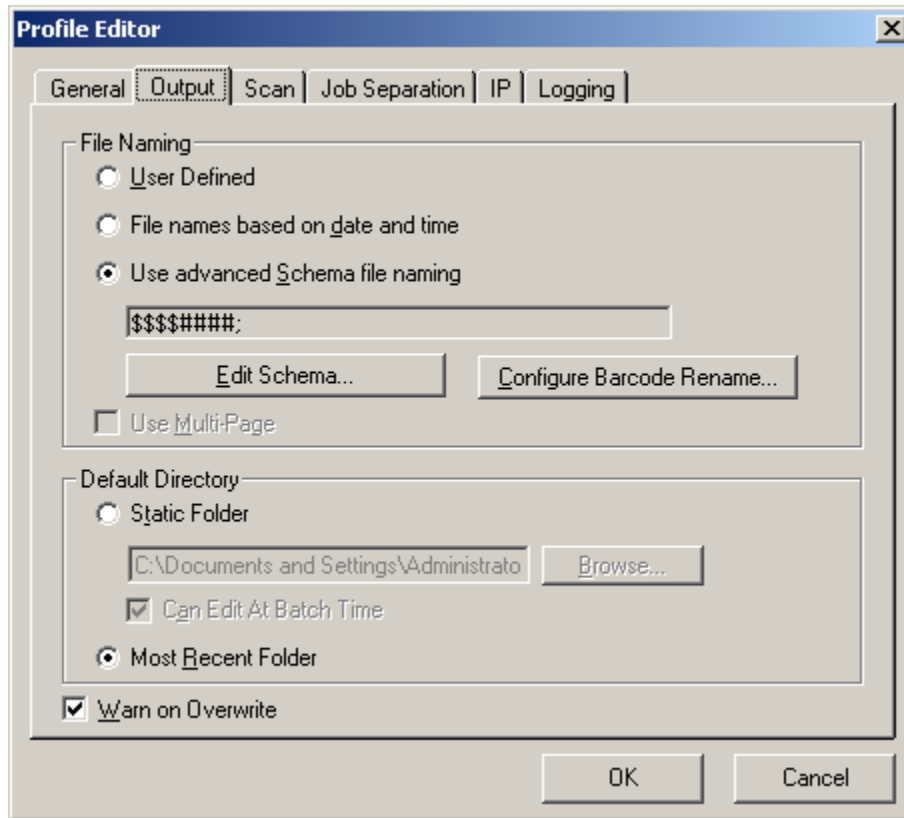 Profile Editor
General Output Scan Job Separation IP Logging
File Naming
User Defined
File names based on date and time
Use advanced Schema file naming
$$$$####;
Edit Schema... Configure Barcode Rename...
Use Multi-Page
Default Directory
Static Folder
C:\Documents and Settings\Administrato Browse...
Can Edit At Batch Time
Most Recent Folder
Warn on Overwrite
OK Cancel